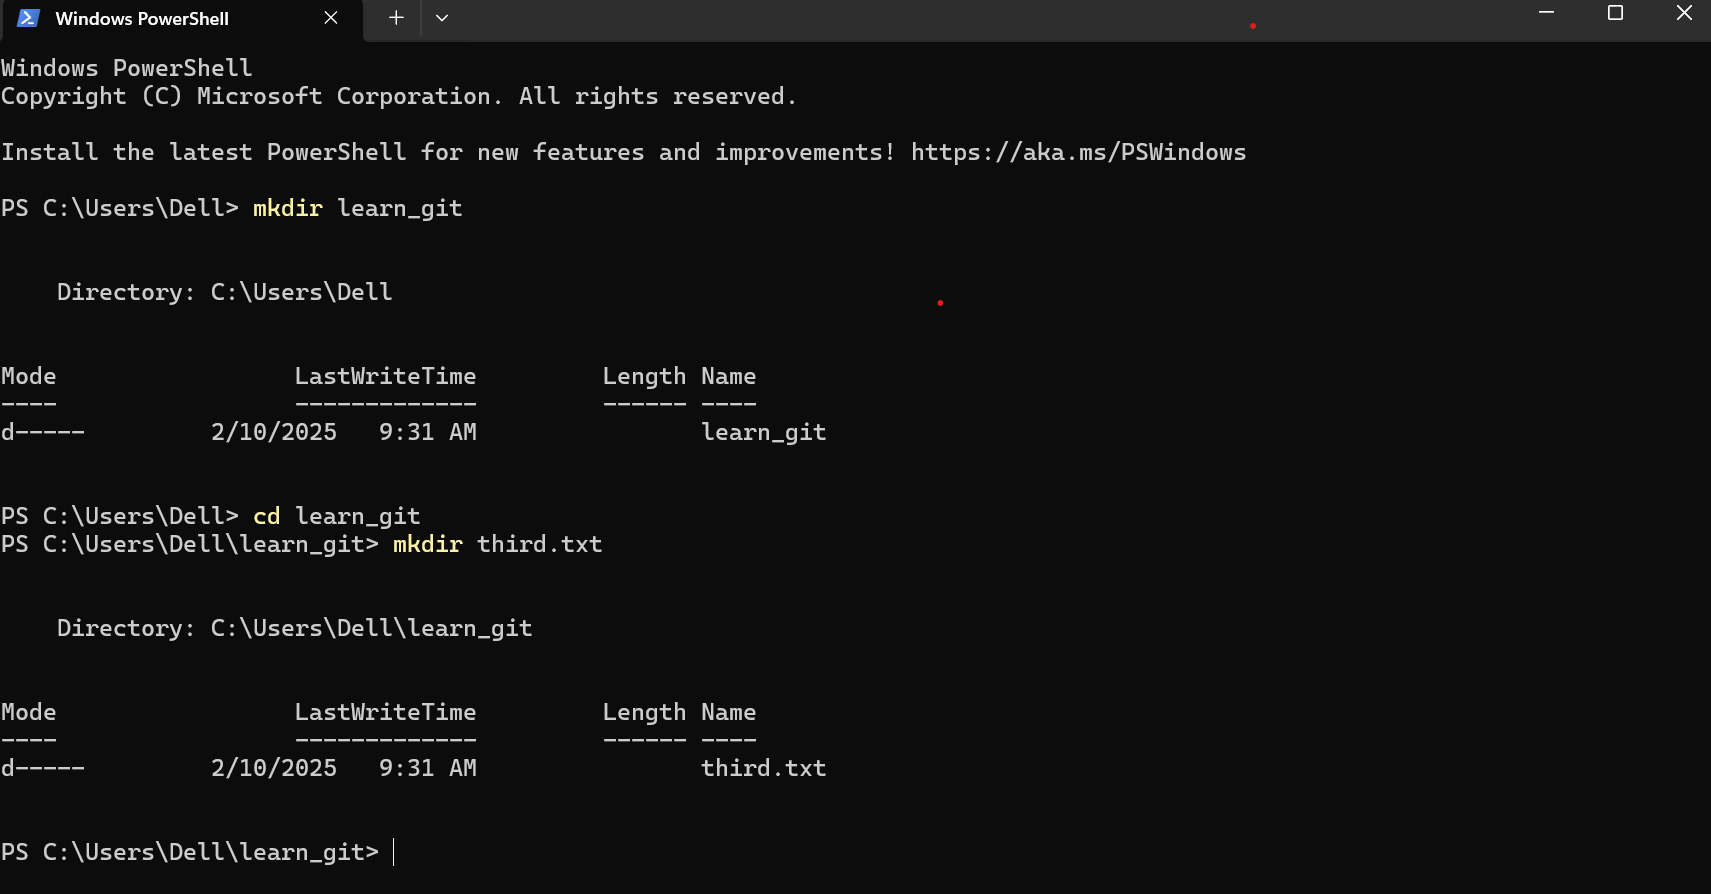 Windows PowerShell
Windows PowerShell
Copyright (C) Microsoft Corporation. All rights reserved.
Install the latest PowerShell for new features and improvements! https://aka.ms/PSWindows
PS C:\Users\Dell> mkdir learn_git
Directory: C:\Users\Dell
Mode LastWriteTime Length Name
---- ------------- ------ ----
d----- 2/10/2025 9:31 AM learn_git
PS C:\Users\Dell> cd learn_git
PS C:\Users\Dell\learn_git> mkdir third.txt
Directory: C:\Users\Dell\learn_git
Mode LastWriteTime Length Name
---- ------------- ------ ----
d----- 2/10/2025 9:31 AM third.txt
PS C:\Users\Dell\learn_git>